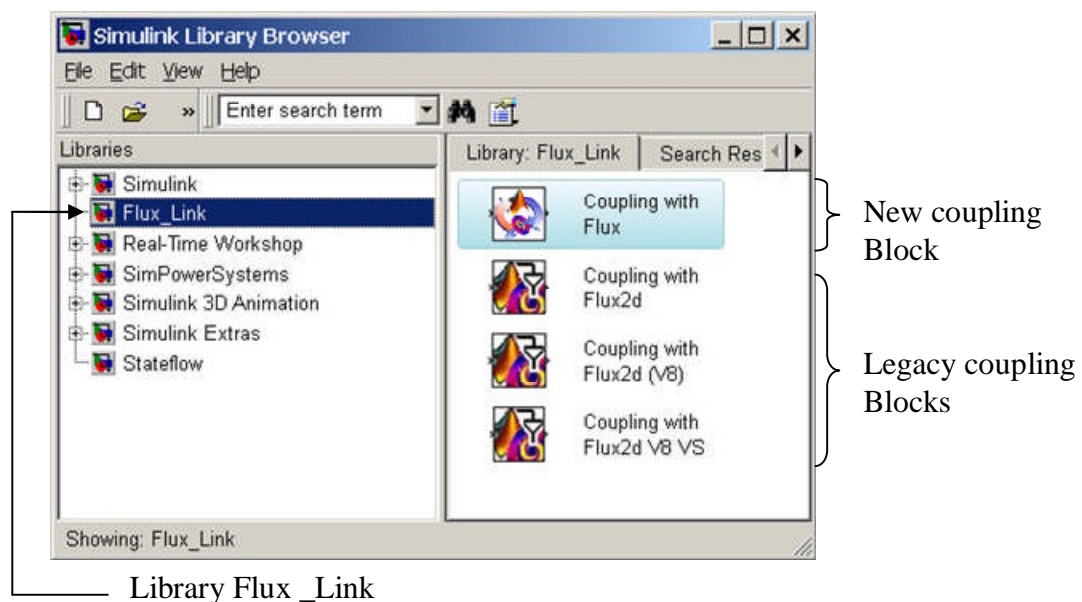 Simulink Library Browser
File Edit View Help
» Enter search term
Libraries
Simulink
Flux_Link
Real-Time Workshop
SimPowerSystems
Simulink 3D Animation
Simulink Extras
Stateflow
Library: Flux_Link Search Res
Coupling with
Flux
Coupling with
Flux2d
Coupling with
Flux2d (V8)
Coupling with
Flux2d V8 VS
Showing: Flux_Link
New coupling
Block
Legacy coupling
Blocks
Library Flux _Link